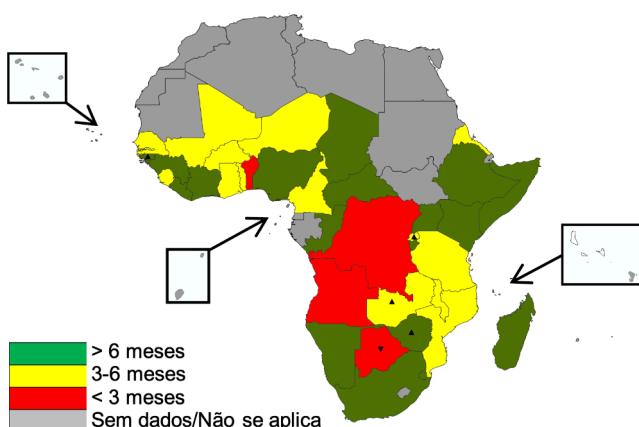 > 6 meses
3-6 meses
< 3 meses
Sem dados/Não se aplica